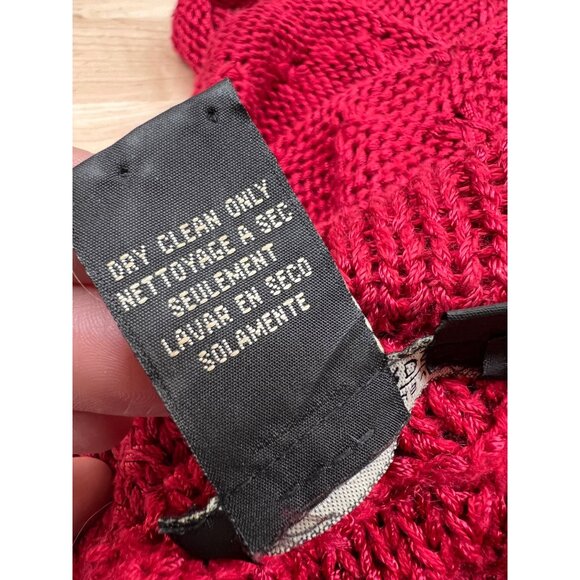 DRY CLEAN ONLY
NETTOYAGE A SEC
SEULEMENT
LAVAR EN SECO
SOLAMENTE